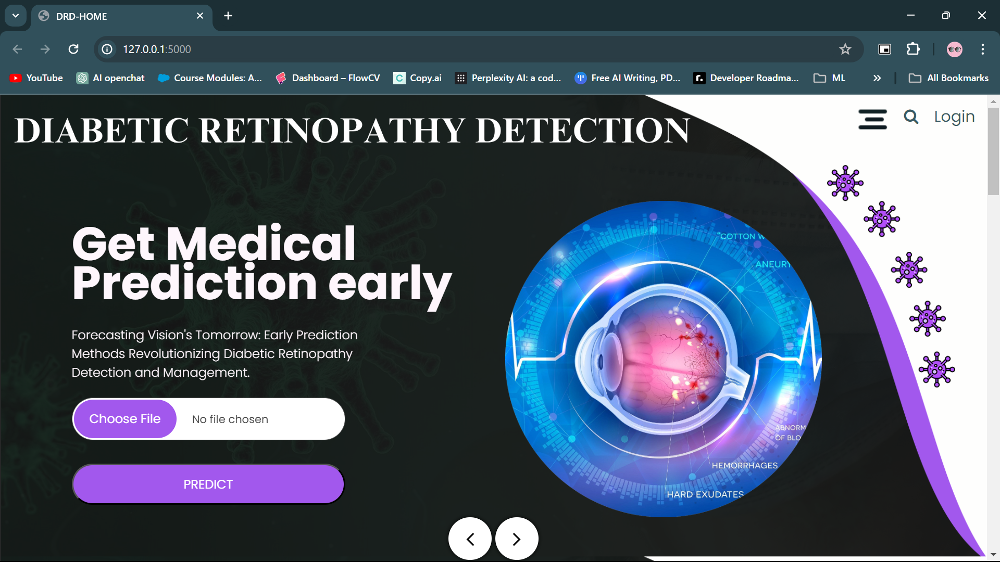 DRD-HOME
127.0.0.1:5000
YouTube
AI openchat
Course Modules: A...
Dashboard – FlowCV
Copy.ai
Perplexity AI: a cod...
Free AI Writing, PD...
Developer Roadma...
ML
All Bookmarks
DIABETIC RETINOPATHY DETECTION
Login
Get Medical
Prediction early
Forecasting Vision's Tomorrow: Early Prediction
Methods Revolutionizing Diabetic Retinopathy
Detection and Management.
Choose File No file chosen
PREDICT
"COTTON W
ANEURY
ABNORM
OF BLO
HEMORRHAGES
HARD EXUDATES